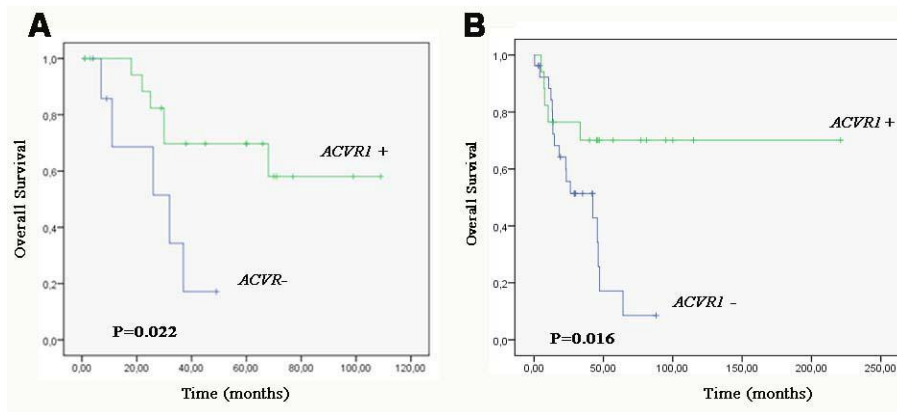 A
Overall Survival
1,0
0,8
0,6
0,4
0,2
0,0
ACVR1 +
ACVR-
P=0.022
0,00 20,00 40,00 60,00 80,00 100,00 120,00
Time (months)
B
Overall Survival
1,0
0,8
0,6
0,4
0,2
0,0
ACVR1 +
ACVR1 -
P=0.016
0,00 50,00 100,00 150,00 200,00 250,00
Time (months)